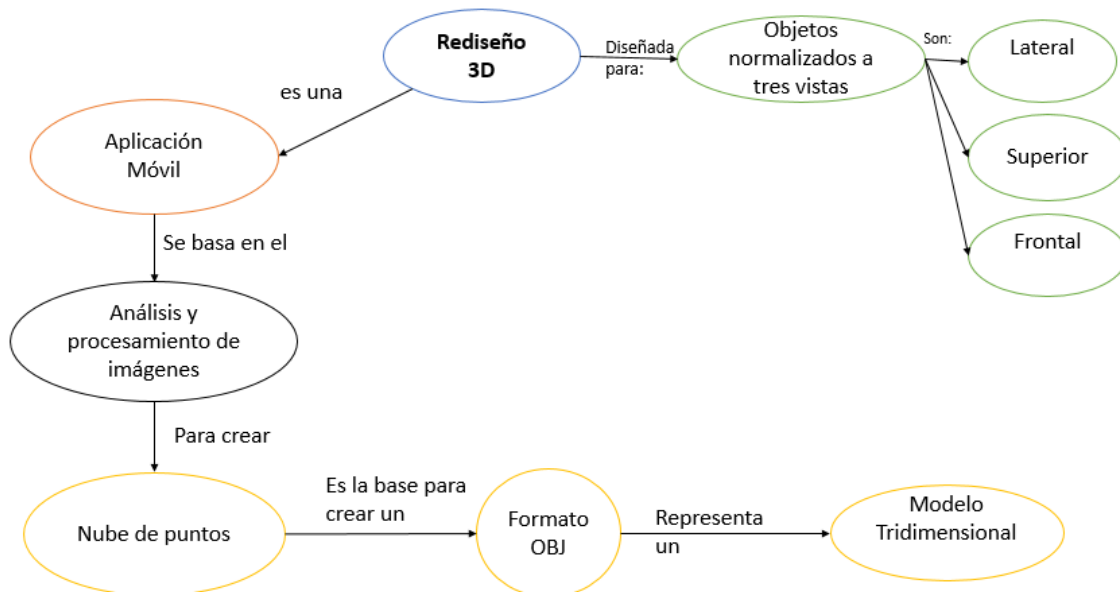 Rediseño
3D
Diseñada
para:
Objetos
normalizados a
tres vistas
Son:
Lateral
Superior
Frontal
es una
Aplicación
Móvil
Se basa en el
Análisis y
procesamiento de
imágenes
Para crear
Nube de puntos
Es la base para
crear un
Formato
OBJ
Representa
un
Modelo
Tridimensional